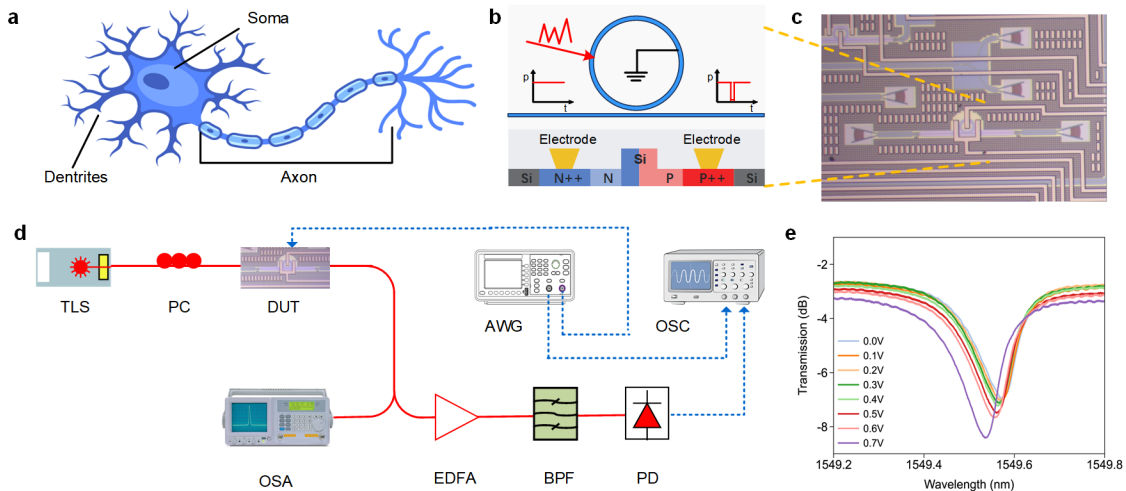 a
Soma
Dentrites
Axon
b
p
t
p
t
Electrode
Electrode
Si
Si
N++
N
P
P++
Si
c
d
TLS
PC
DUT
AWG
OSC
OSA
EDFA
BPF
PD
e
-2
-4
-6
-8
Transmission (dB)
0.0V
0.1V
0.2V
0.3V
0.4V
0.5V
0.6V
0.7V
1549.2
1549.4
1549.6
1549.8
Wavelength (nm)